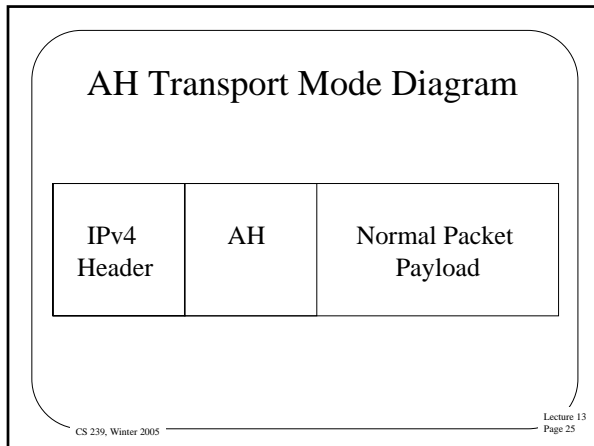 AH Transport Mode Diagram
IPv4
Header
AH
Normal Packet
Payload
CS 239, Winter 2005
Lecture 13
Page 25